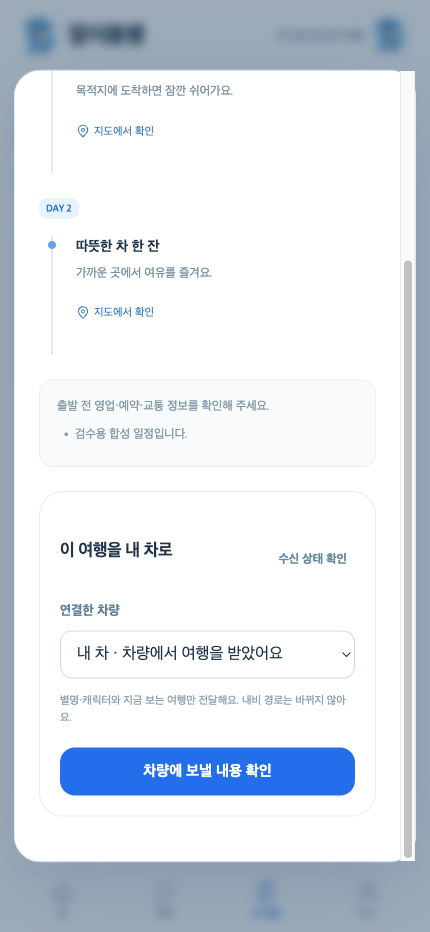 목적지에 도착하면 잠깐 쉬어가요.
지도에서 확인
DAY 2
따뜻한 차 한 잔
가까운 곳에서 여유를 즐겨요.
지도에서 확인
출발 전 영업·예약·교통 정보를 확인해 주세요.
• 검수용 합성 일정입니다.
이 여행을 내 차로
수신 상태 확인
연결한 차량
내 차 · 차량에서 여행을 받았어요
별명·캐릭터와 지금 보는 여행만 전달해요. 내비 경로는 바뀌지 않아
요.
차량에 보낼 내용 확인